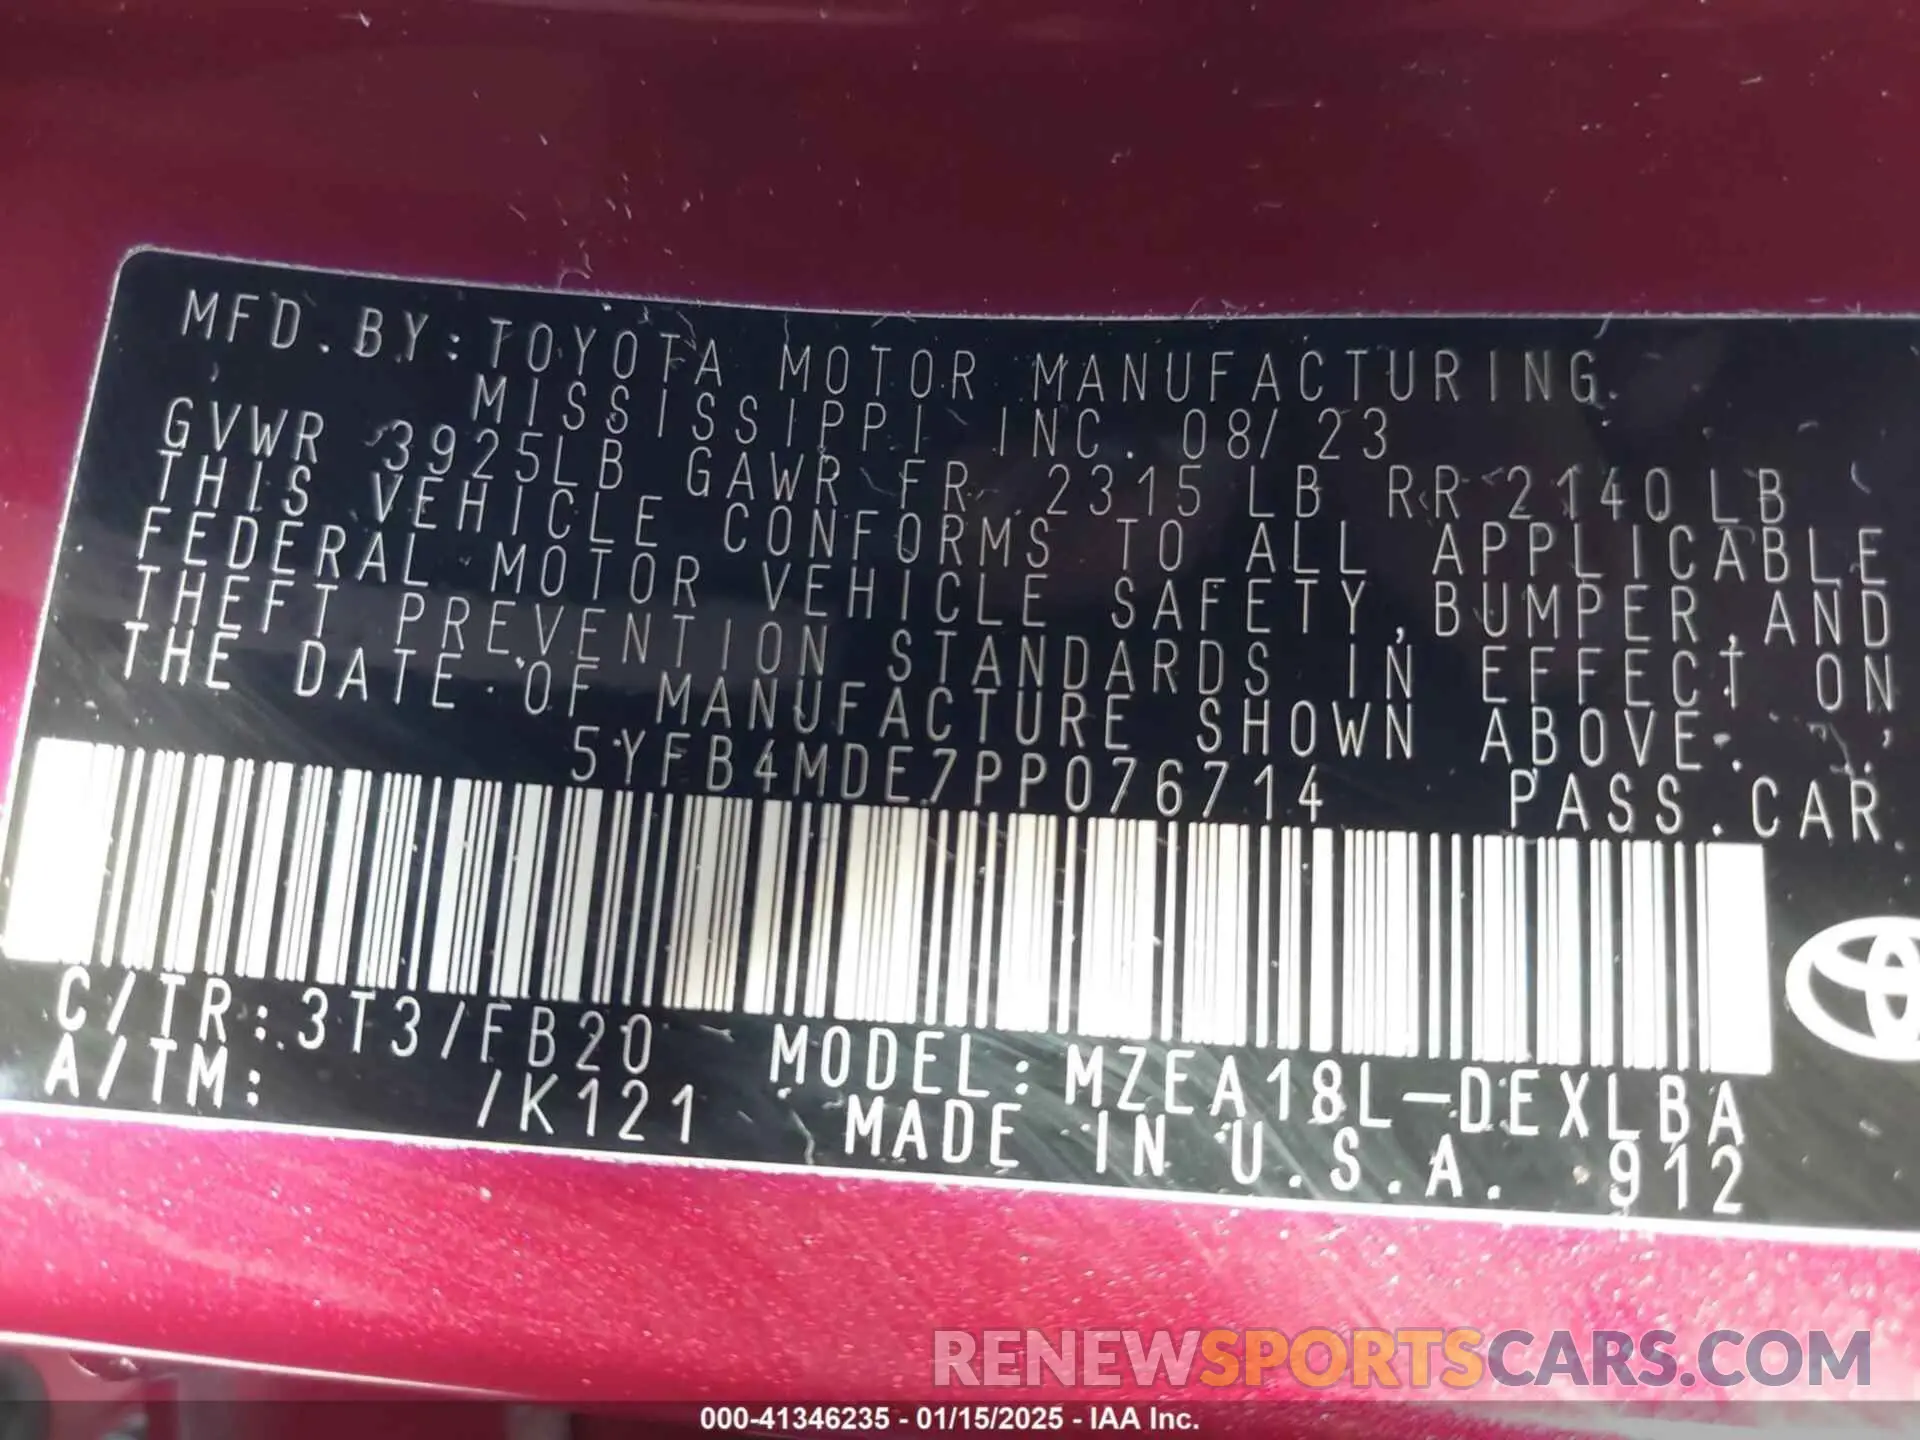 MFD.BY:TOYOTA MOTOR MANUFACTURING
MISSISSIPPI INC. 08/23
GVWR 3925LB GAWR FR 2315LB RR 2140LB
THIS VEHICLE CONFORMS TO ALL APPLICABLE
FEDERAL MOTOR VEHICLE SAFETY,BUMPER,AND
THEFT PREVENTION STANDARDS IN EFFECT ON
THE DATE OF MANUFACTURE SHOWN ABOVE.
5YFB4MDE7PP076714 PASS.CAR
C/TR:3T3/FB20 MODEL:MZEA18L-DEXLBA
A/TM: /K121 MADE IN U.S.A. 912
RENEWSPORTSCARS.COM
000-41346235 - 01/15/2025 - IAA Inc.